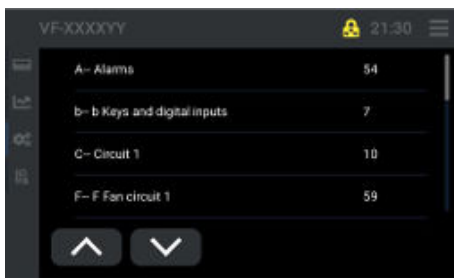 VF-XXXXYY 21:30
A-- Alarms 54
b-- b Keys and digital inputs 7
C-- Circuit 1 10
F-- F Fan circuit 1 59